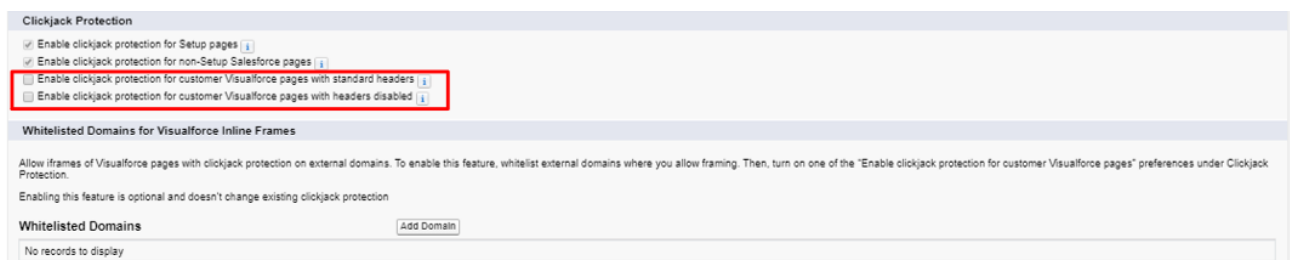 Clickjack Protection
Enable clickjack protection for Setup pages i
Enable clickjack protection for non-Setup Salesforce pages i
Enable clickjack protection for customer Visualforce pages with standard headers i
Enable clickjack protection for customer Visualforce pages with headers disabled i
Whitelisted Domains for Visualforce Inline Frames
Allow iframes of Visualforce pages with clickjack protection on external domains. To enable this feature, whitelist external domains where you allow framing. Then, turn on one of the "Enable clickjack protection for customer Visualforce pages" preferences under Clickjack
Protection.
Enabling this feature is optional and doesn't change existing clickjack protection
Whitelisted Domains Add Domain
No records to display